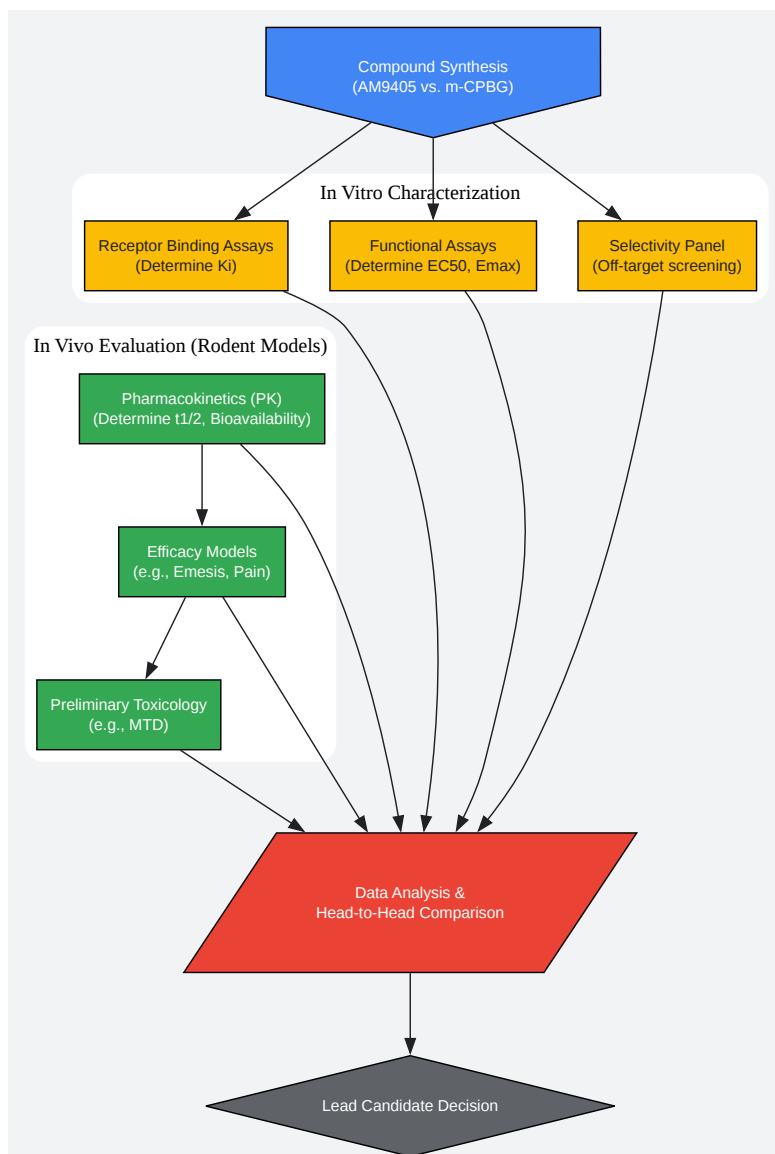 Compound Synthesis
(AM9405 vs. m-CPBG)
In Vitro Characterization
Receptor Binding Assays
(Determine Ki)
Functional Assays
(Determine EC50, Emax)
Selectivity Panel
(Off-target screening)
In Vivo Evaluation (Rodent Models)
Pharmacokinetics (PK)
(Determine t1/2, Bioavailability)
Efficacy Models
(e.g., Emesis, Pain)
Preliminary Toxicology
(e.g., MTD)
Data Analysis &
Head-to-Head Comparison
Lead Candidate Decision